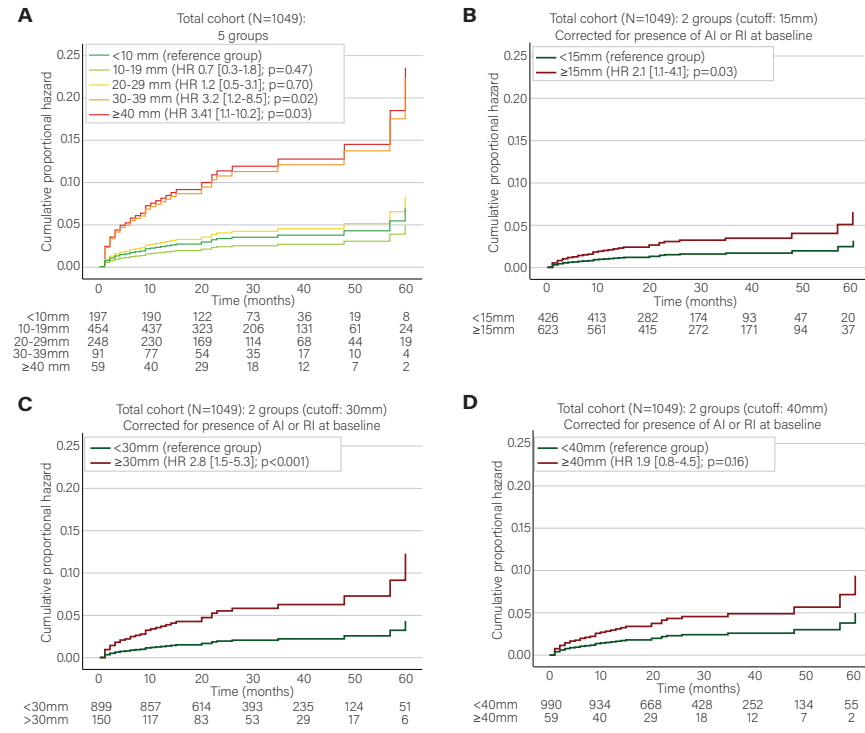 A
Total cohort (N=1049):
5 groups
<10 mm (reference group)
10-19 mm (HR 0.7 [0.3-1.8]; p=0.47)
20-29 mm (HR 1.2 [0.5-3.1]; p=0.70)
30-39 mm (HR 3.2 [1.2-8.5]; p=0.02)
≥40 mm (HR 3.41 [1.1-10.2]; p=0.03)
Cumulative proportional hazard
0.25
0.20
0.15
0.10
0.05
0.00
0 10 20 30 40 50 60
Time (months)
<10mm 197 190 122 73 36 19 8
10-19mm 454 437 323 206 131 61 24
20-29mm 248 230 169 114 68 44 19
30-39mm 91 77 54 35 17 10 4
≥40 mm 59 40 29 18 12 7 2
B
Total cohort (N=1049): 2 groups (cutoff: 15mm)
Corrected for presence of AI or RI at baseline
<15mm (reference group)
≥15mm (HR 2.1 [1.1-4.1]; p=0.03)
Cumulative proportional hazard
0.25
0.20
0.15
0.10
0.05
0.00
0 10 20 30 40 50 60
Time (months)
<15mm 426 413 282 174 93 47 20
≥15mm 623 561 415 272 171 94 37
C
Total cohort (N=1049): 2 groups (cutoff: 30mm)
Corrected for presence of AI or RI at baseline
<30mm (reference group)
≥30mm (HR 2.8 [1.5-5.3]; p<0.001)
Cumulative proportional hazard
0.25
0.20
0.15
0.10
0.05
0.00
0 10 20 30 40 50 60
Time (months)
<30mm 899 857 614 393 235 124 51
>30mm 150 117 83 53 29 17 6
D
Total cohort (N=1049): 2 groups (cutoff: 40mm)
Corrected for presence of AI or RI at baseline
<40mm (reference group)
≥40mm (HR 1.9 [0.8-4.5]; p=0.16)
Cumulative proportional hazard
0.25
0.20
0.15
0.10
0.05
0.00
0 10 20 30 40 50 60
Time (months)
<40mm 990 934 668 428 252 134 55
≥40mm 59 40 29 18 12 7 2